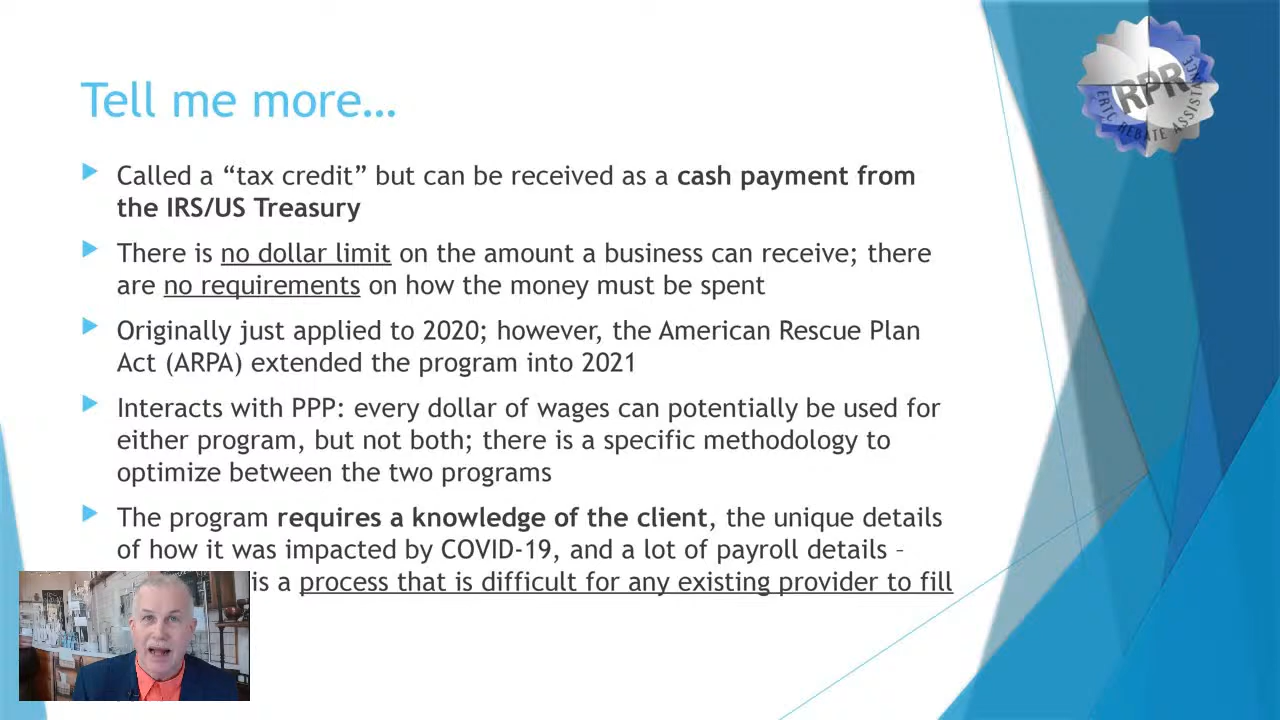 Tell me more…
Called a “tax credit” but can be received as a cash payment from
the IRS/US Treasury
There is no dollar limit on the amount a business can receive; there
are no requirements on how the money must be spent
Originally just applied to 2020; however, the American Rescue Plan
Act (ARPA) extended the program into 2021
Interacts with PPP: every dollar of wages can potentially be used for
either program, but not both; there is a specific methodology to
optimize between the two programs
The program requires a knowledge of the client, the unique details
of how it was impacted by COVID-19, and a lot of payroll details –
is a process that is difficult for any existing provider to fill
RPR
ERTC REBATE ASSISTANCE